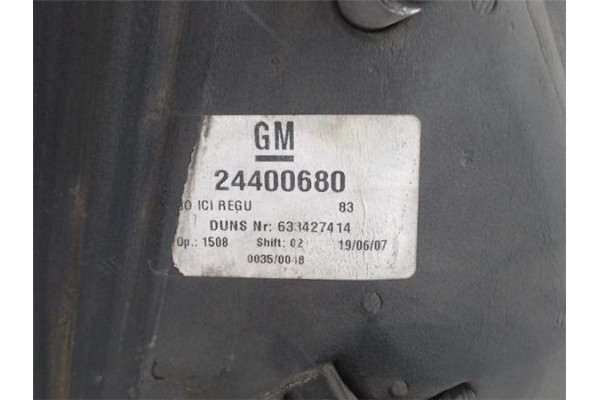 GM
24400680
ICI REGU 83
DUNS Nr: 633427414
Op.: 1508 Shift: 02 19/06/07
0035/0048